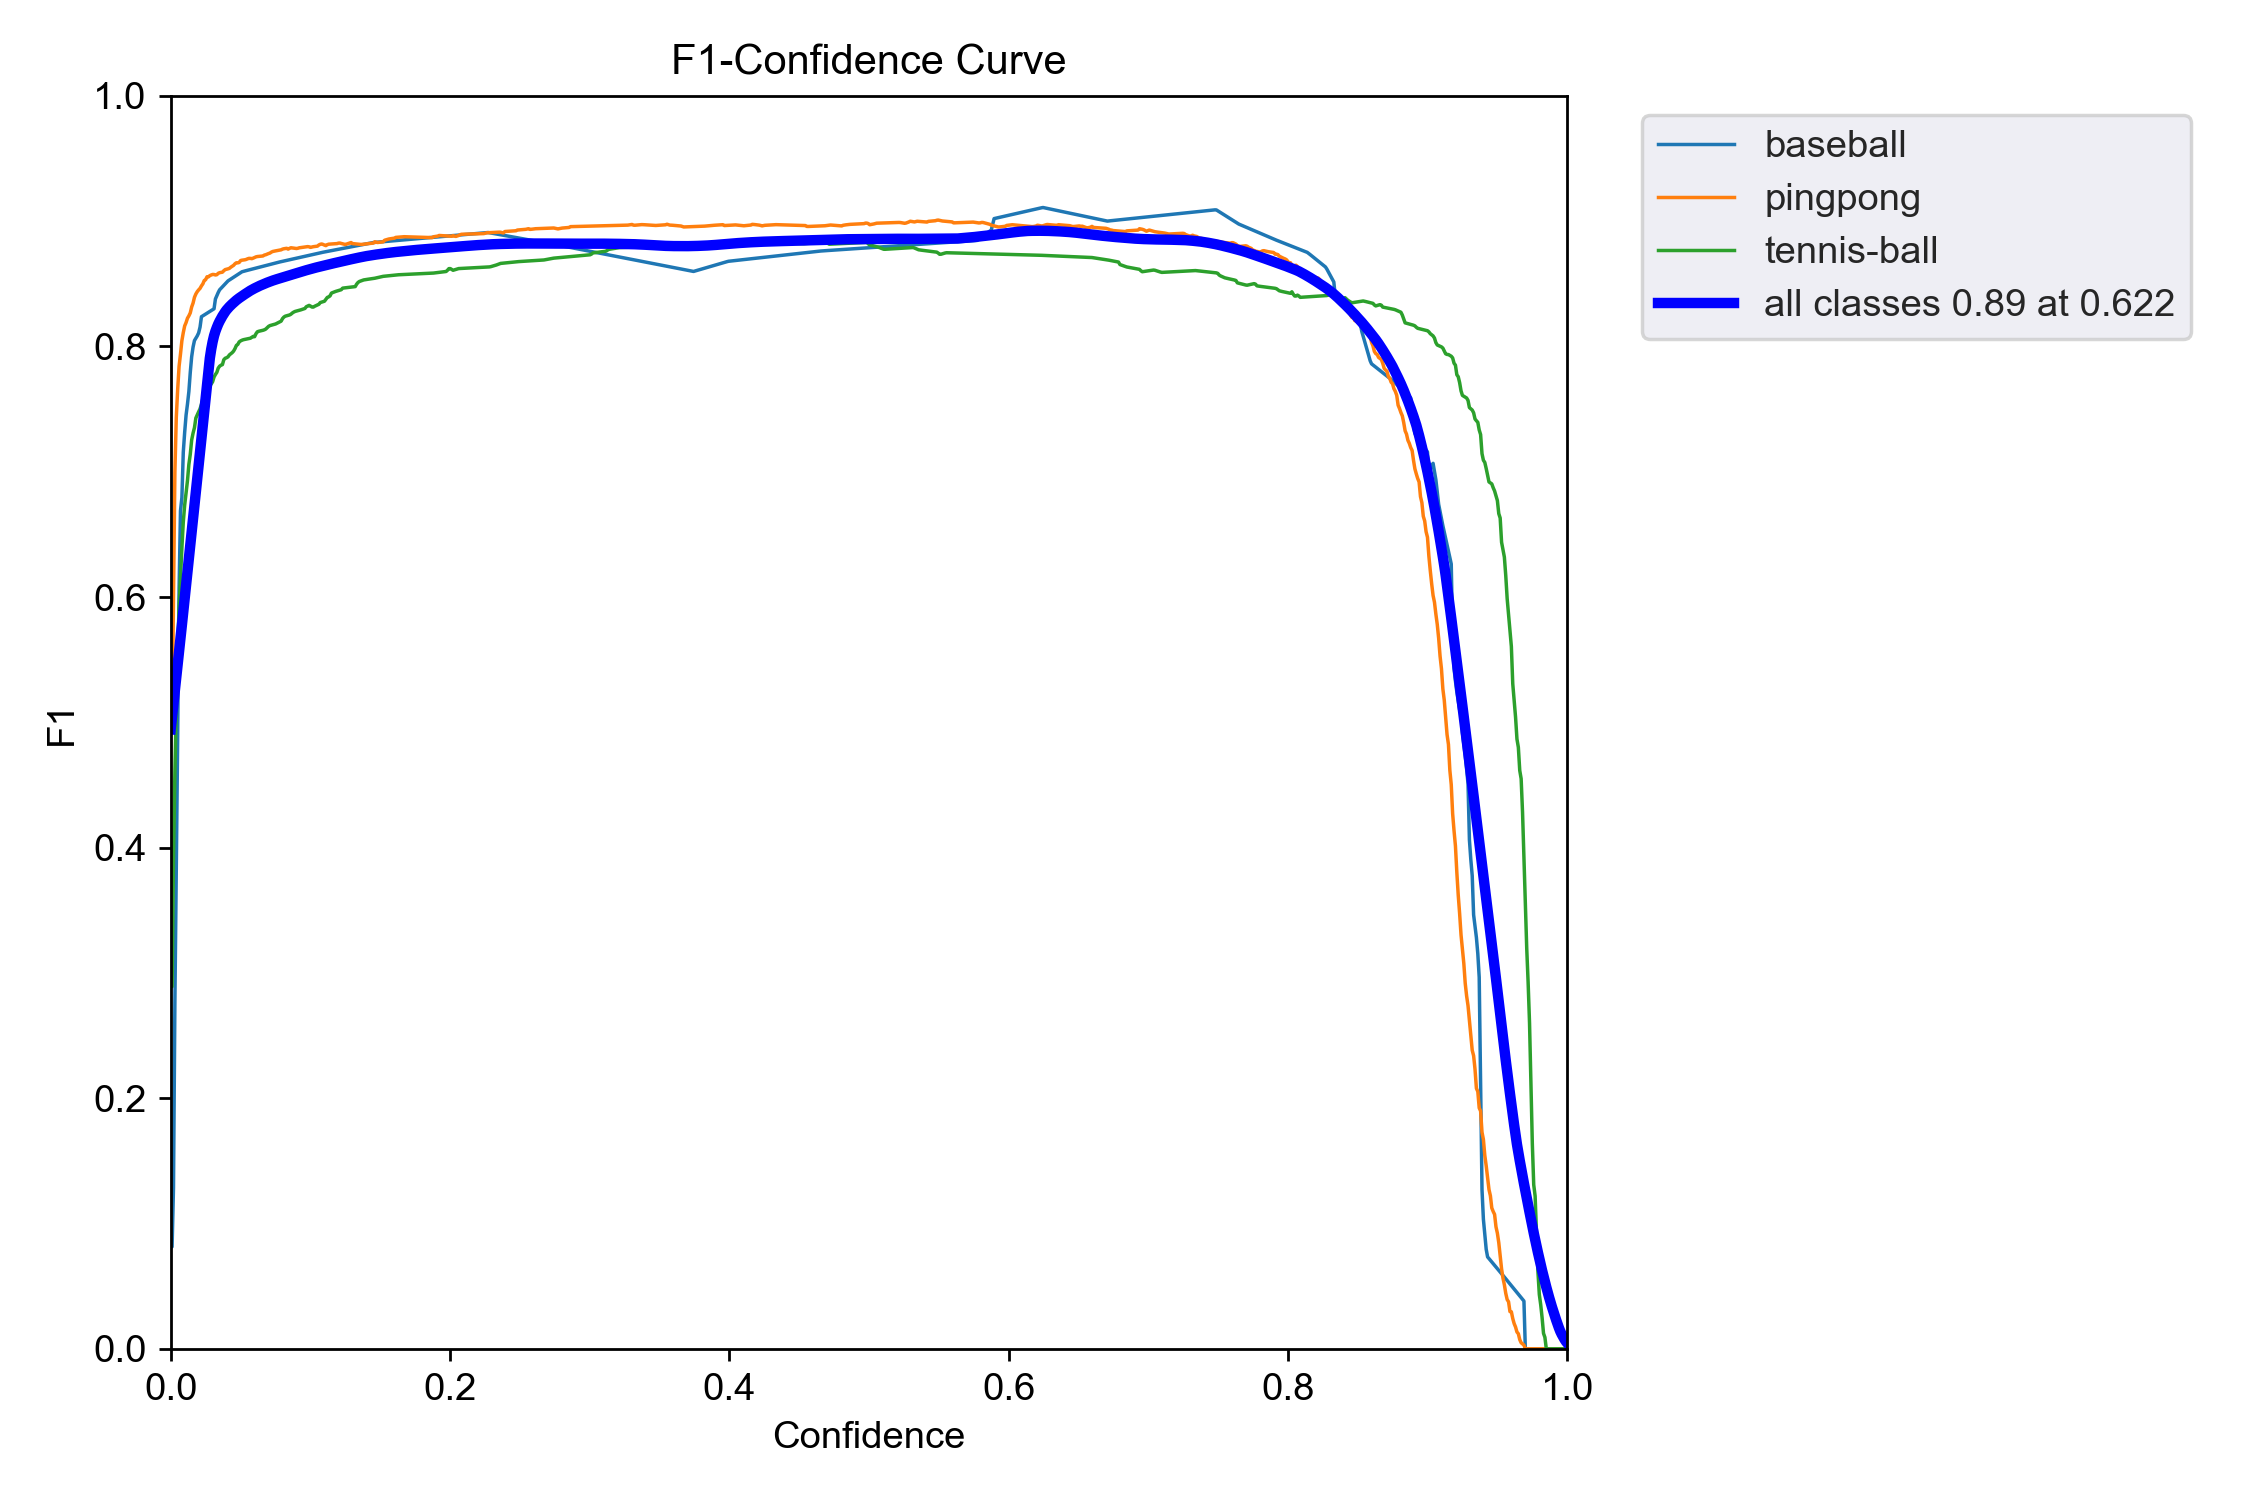 F1-Confidence Curve
1.0
0.8
0.6
0.4
0.2
0.0
F1
0.0 0.2 0.4 0.6 0.8 1.0
Confidence
baseball
pingpong
tennis-ball
all classes 0.89 at 0.622